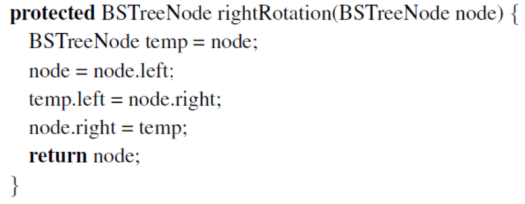 protected BSTreeNode rightRotation(BSTreeNode node) {
BSTreeNode temp = node;
node = node.left;
temp.left = node.right;
node.right = temp;
return node;
}